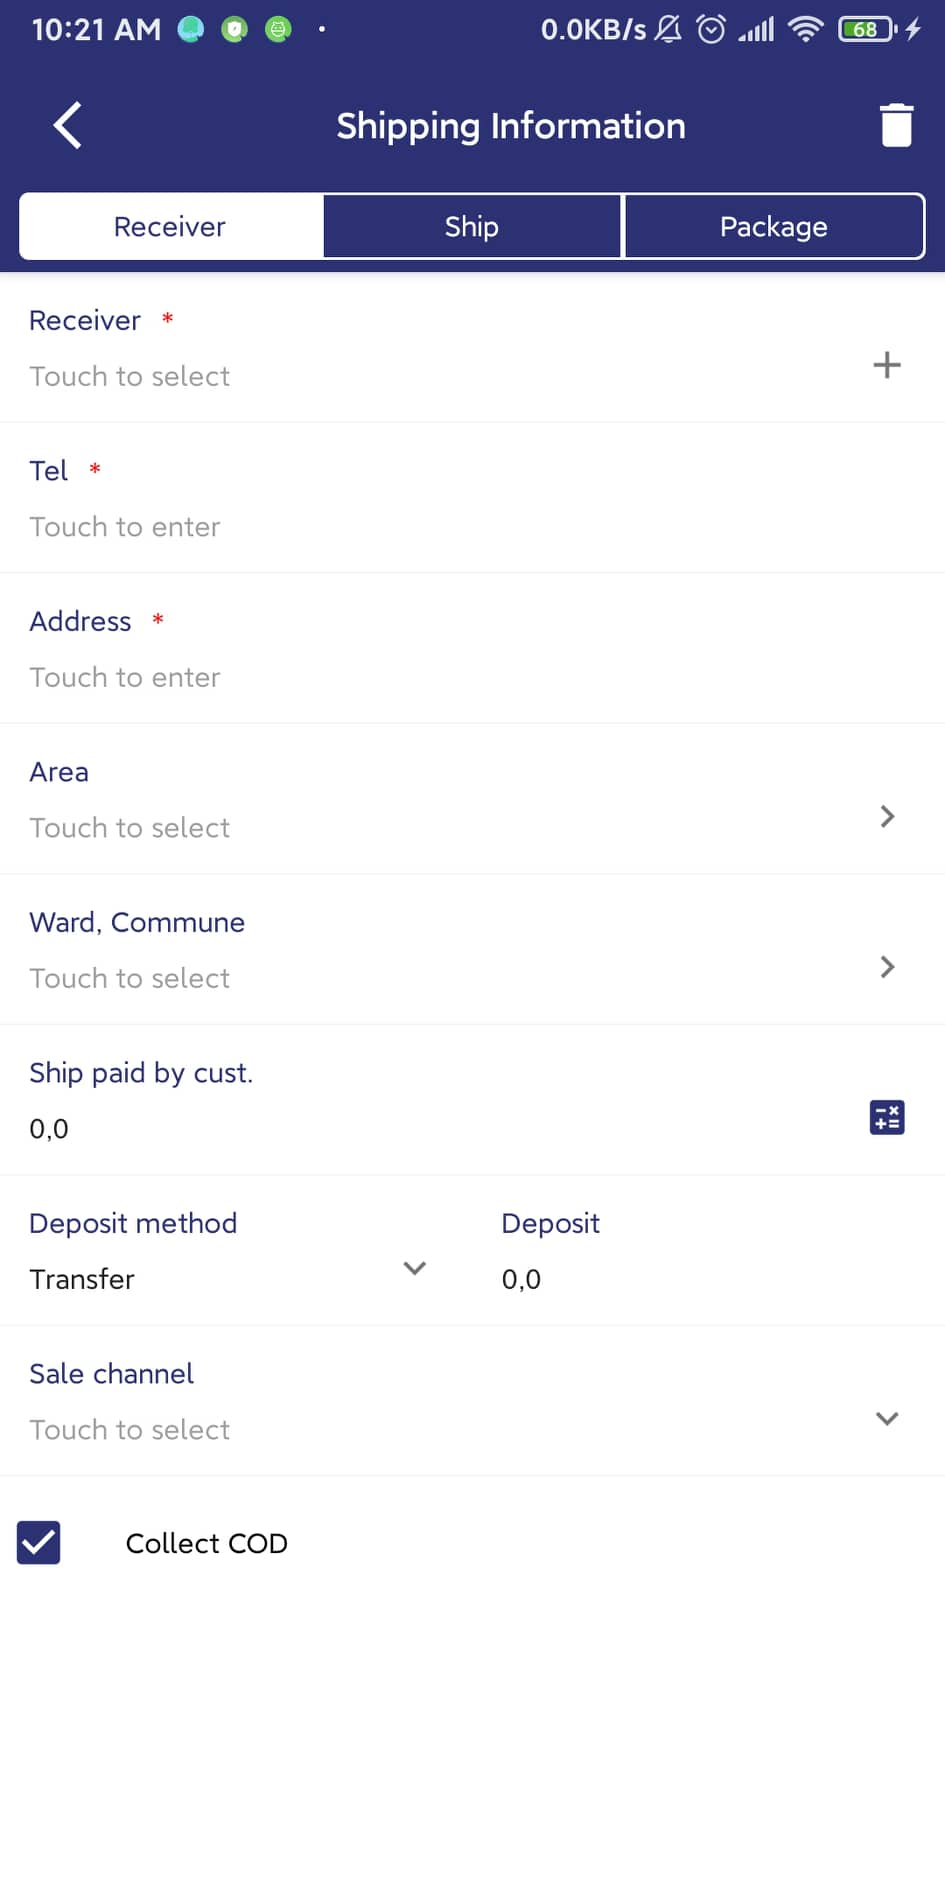 10:21 AM 0.0KB/s 68
Shipping Information
Receiver Ship Package
Receiver *
Touch to select
Tel *
Touch to enter
Address *
Touch to enter
Area
Touch to select
Ward, Commune
Touch to select
Ship paid by cust.
0,0
Deposit method Deposit
Transfer 0,0
Sale channel
Touch to select
Collect COD